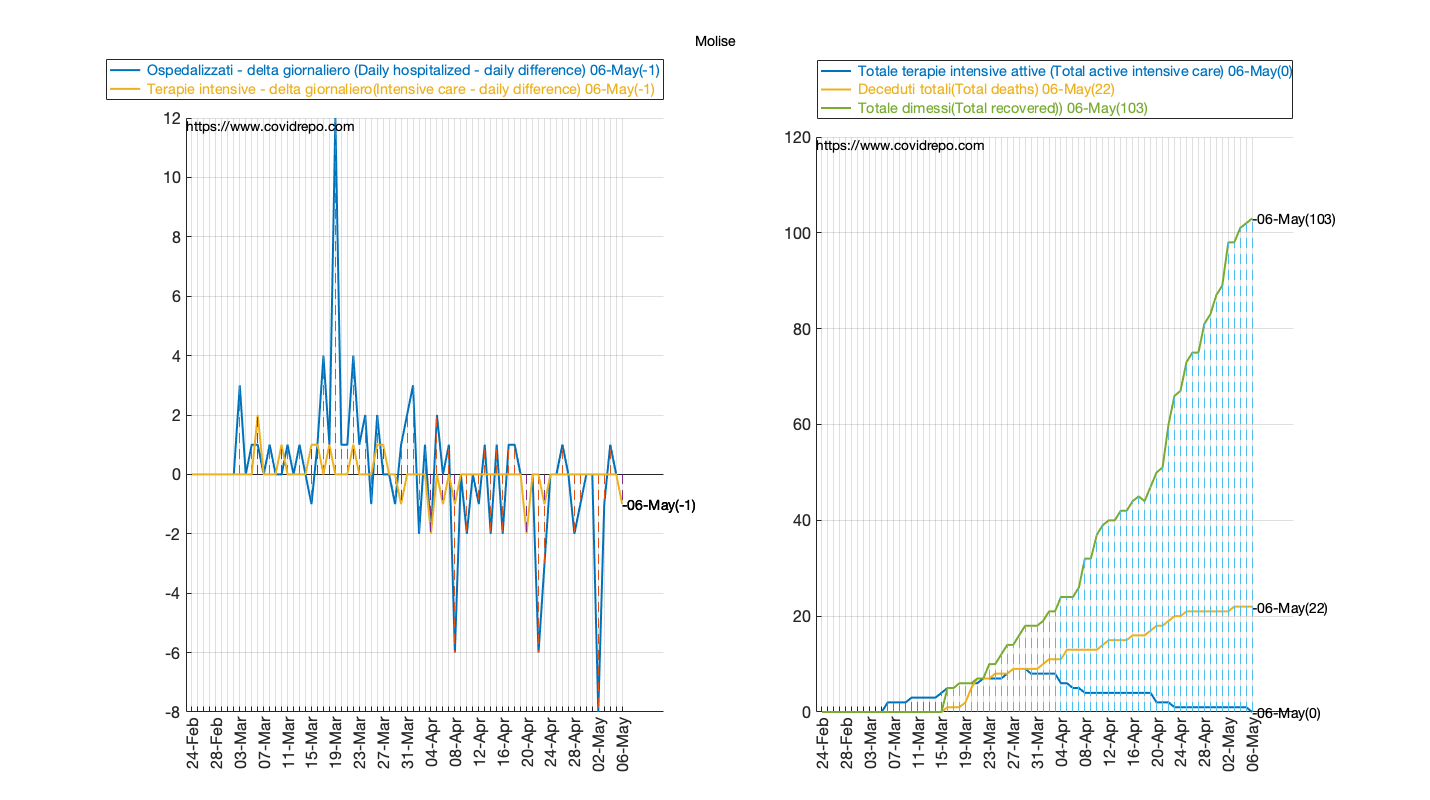 Molise
Ospedalizzati - delta giornaliero (Daily hospitalized - daily difference) 06-May(-1)
Terapie intensive - delta giornaliero(Intensive care - daily difference) 06-May(-1)
https://www.covidrepo.com
12
10
8
6
4
2
0
-2
-4
-6
-8
-06-May(-1)
24-Feb
28-Feb
03-Mar
07-Mar
11-Mar
15-Mar
19-Mar
23-Mar
27-Mar
31-Mar
04-Apr
08-Apr
12-Apr
16-Apr
20-Apr
24-Apr
28-Apr
02-May
06-May
Totale terapie intensive attive (Total active intensive care) 06-May(0)
Deceduti totali(Total deaths) 06-May(22)
Totale dimessi(Total recovered)) 06-May(103)
https://www.covidrepo.com
120
100
80
60
40
20
0
-06-May(103)
-06-May(22)
-06-May(0)
24-Feb
28-Feb
03-Mar
07-Mar
11-Mar
15-Mar
19-Mar
23-Mar
27-Mar
31-Mar
04-Apr
08-Apr
12-Apr
16-Apr
20-Apr
24-Apr
28-Apr
02-May
06-May